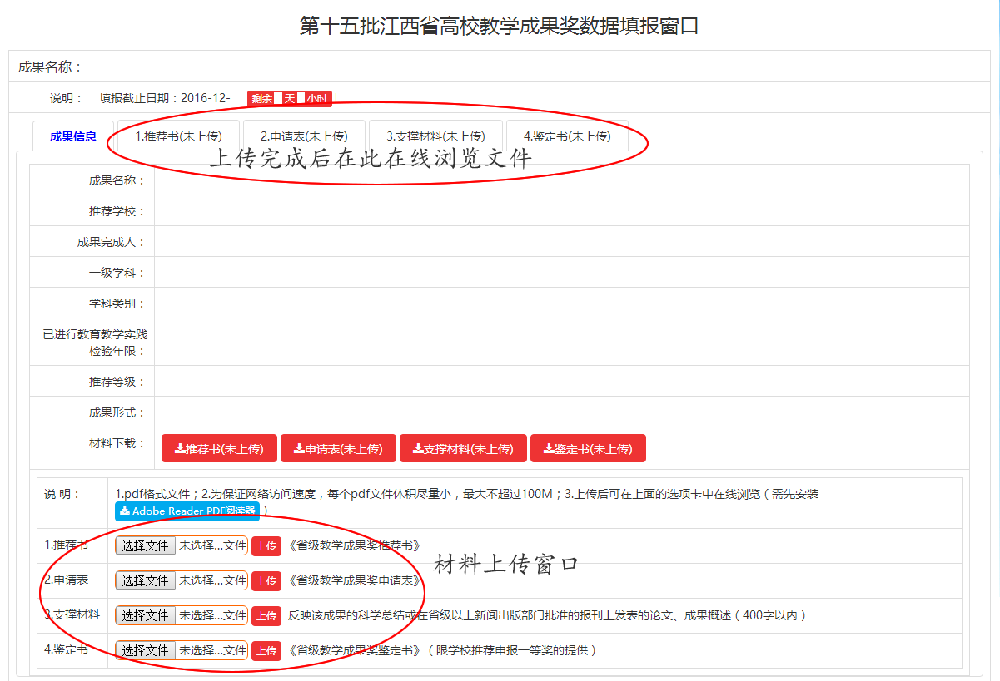 第十五批江西省高校教学成果奖数据填报窗口
成果名称：
说明： 填报截止日期：2016-12- 剩余 天 小时
成果信息 1.推荐书(未上传) 2.申请表(未上传) 3.支撑材料(未上传) 4.鉴定书(未上传)
上传完成后在此在线浏览文件
成果名称：
推荐学校：
成果完成人：
一级学科：
学科类别：
已进行教育教学实践
检验年限：
推荐等级：
成果形式：
材料下载： 推荐书(未上传) 申请表(未上传) 支撑材料(未上传) 鉴定书(未上传)
说 明： 1.pdf格式文件；2.为保证网络访问速度，每个pdf文件体积尽量小，最大不超过100M；3.上传后可在上面的选项卡中在线浏览（需先安装
Adobe Reader PDF阅读器 ）
1.推荐书 选择文件 未选择...文件 上传 《省级教学成果奖推荐书》
材料上传窗口
2.申请表 选择文件 未选择...文件 上传 《省级教学成果奖申请表》
3.支撑材料 选择文件 未选择...文件 上传 反映该成果的科学总结或在省级以上新闻出版部门批准的报刊上发表的论文、成果概述（400字以内）
4.鉴定书 选择文件 未选择...文件 上传 《省级教学成果奖鉴定书》（限学校推荐申报一等奖的提供）